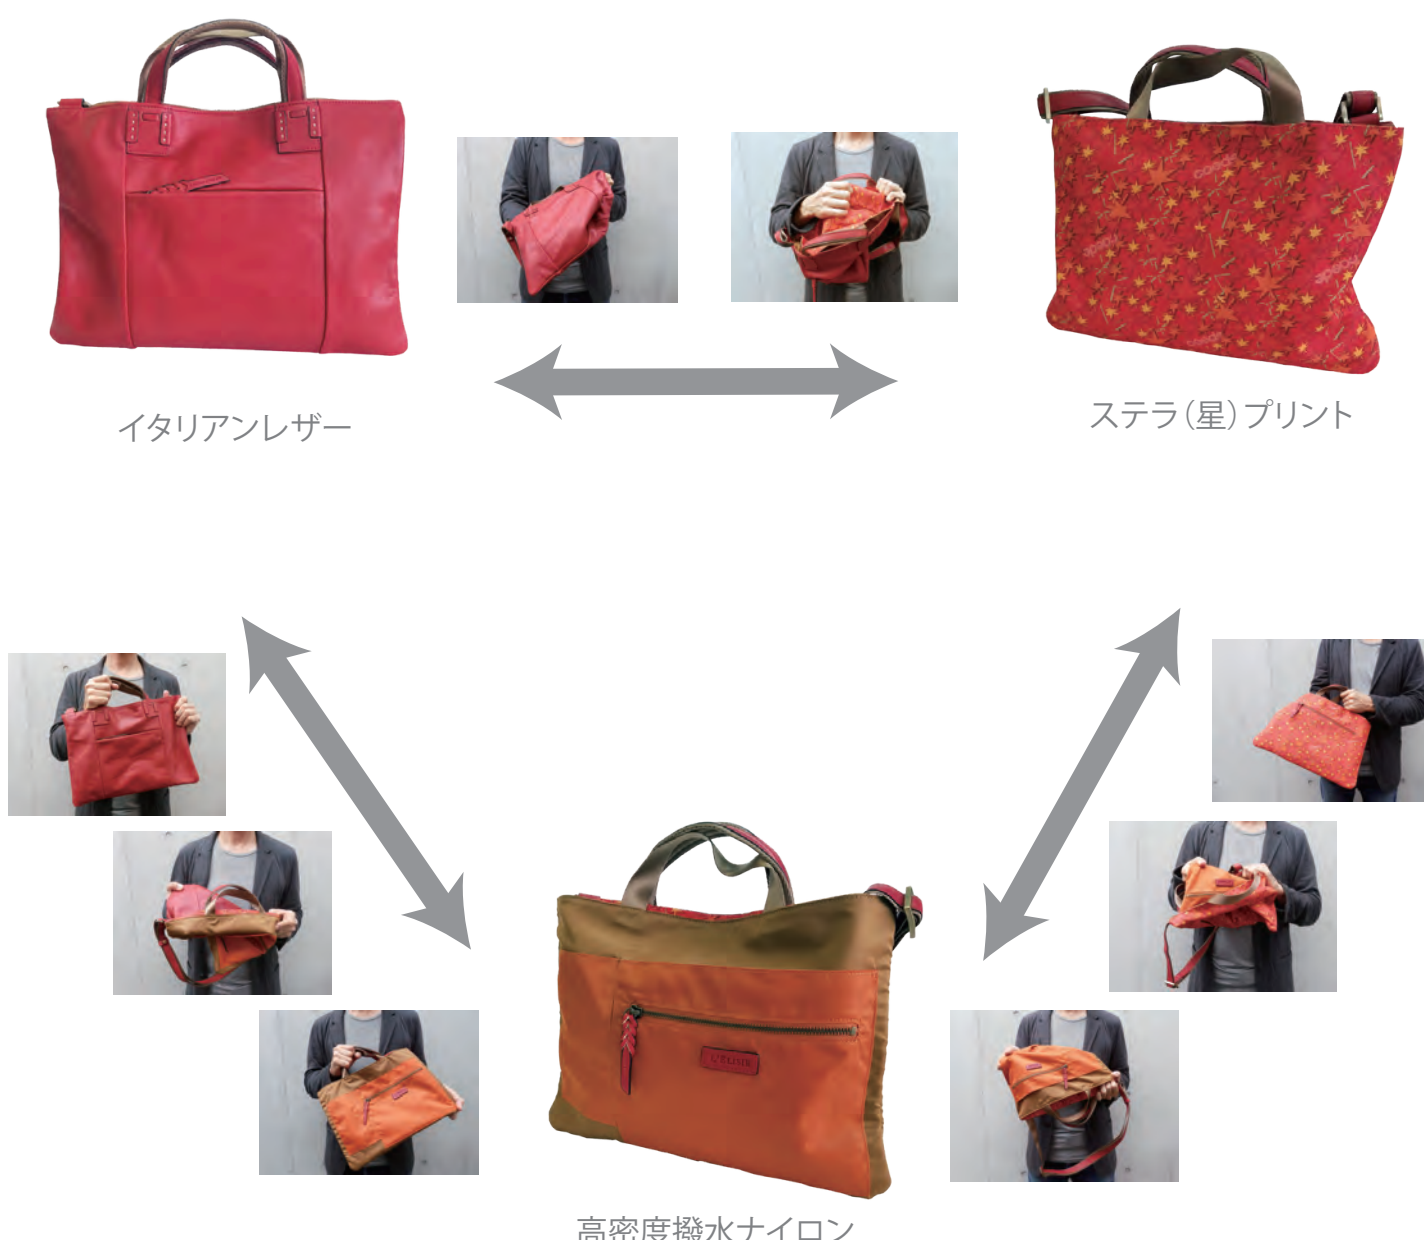 イタリアンレザー
ステラ（星）プリント
高密度撥水ナイロン